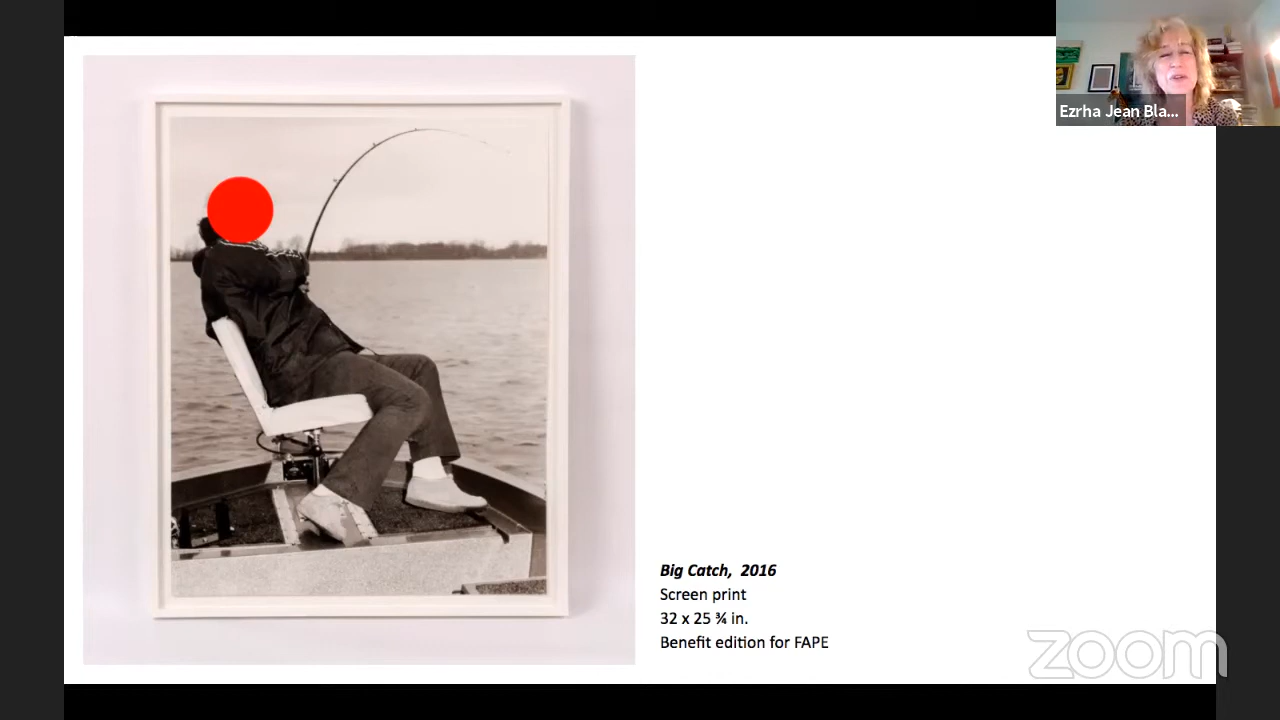 Ezrha Jean Bla...
Big Catch, 2016
Screen print
32 x 25 ¾ in.
Benefit edition for FAPE
zoom